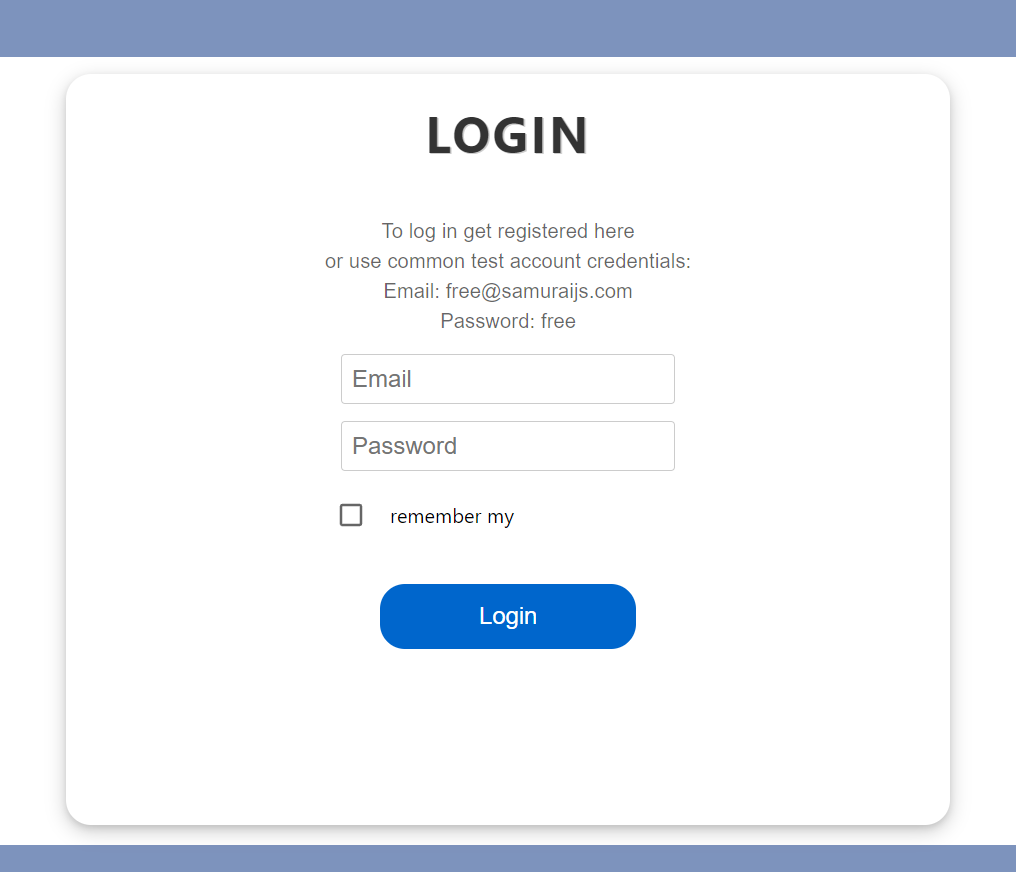 LOGIN
To log in get registered here
or use common test account credentials:
Email: free@samuraijs.com
Password: free
Email
Password
remember my
Login